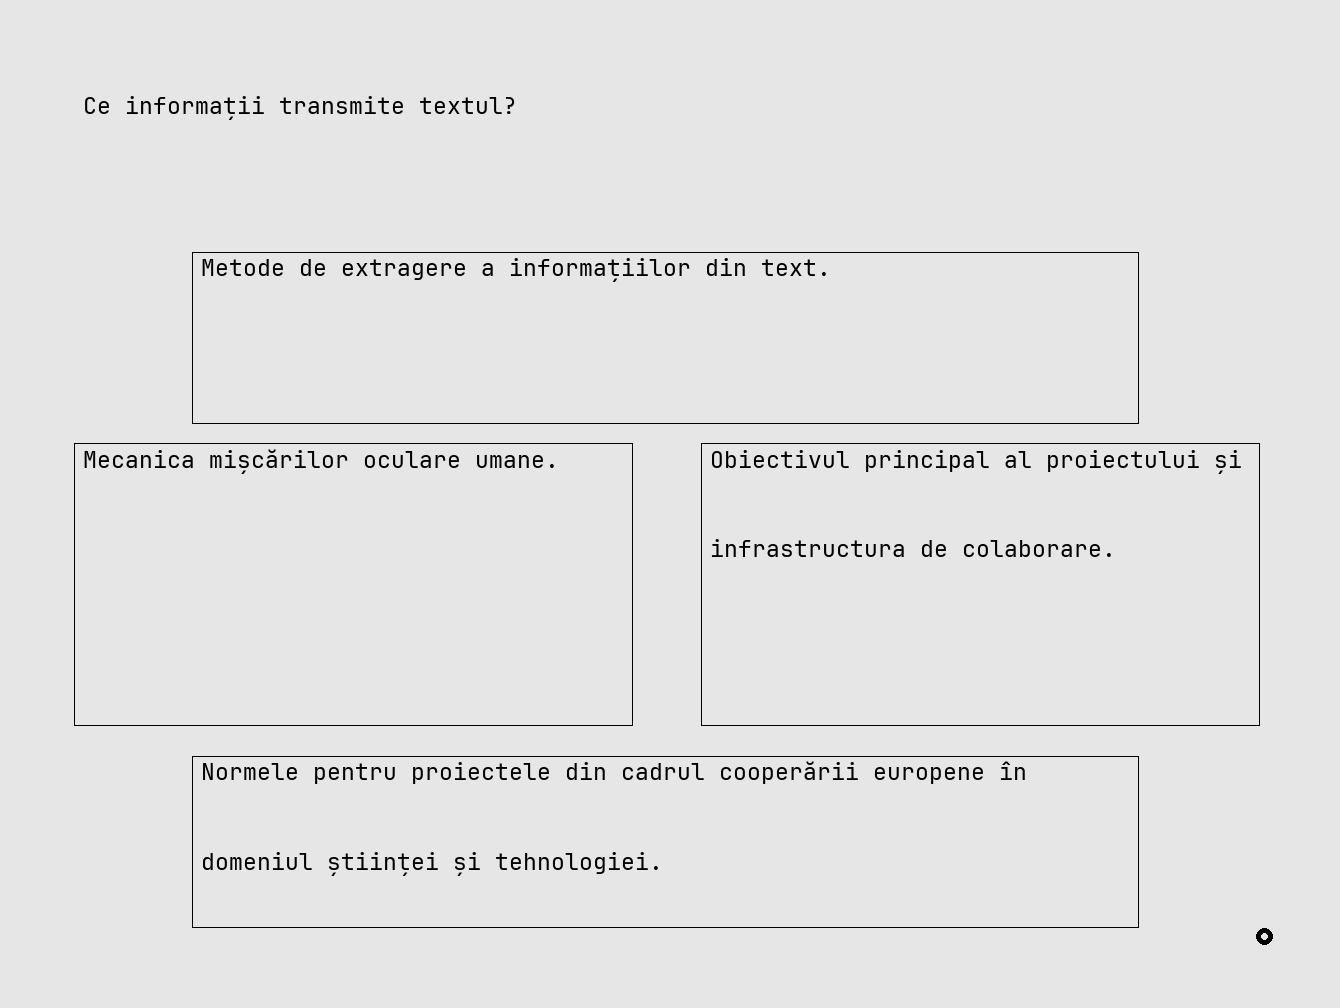 Ce informații transmite textul?
Metode de extragere a informațiilor din text.
Mecanica mișcărilor oculare umane.
Obiectivul principal al proiectului și
infrastructura de colaborare.
Normele pentru proiectele din cadrul cooperării europene în
domeniul științei și tehnologiei.